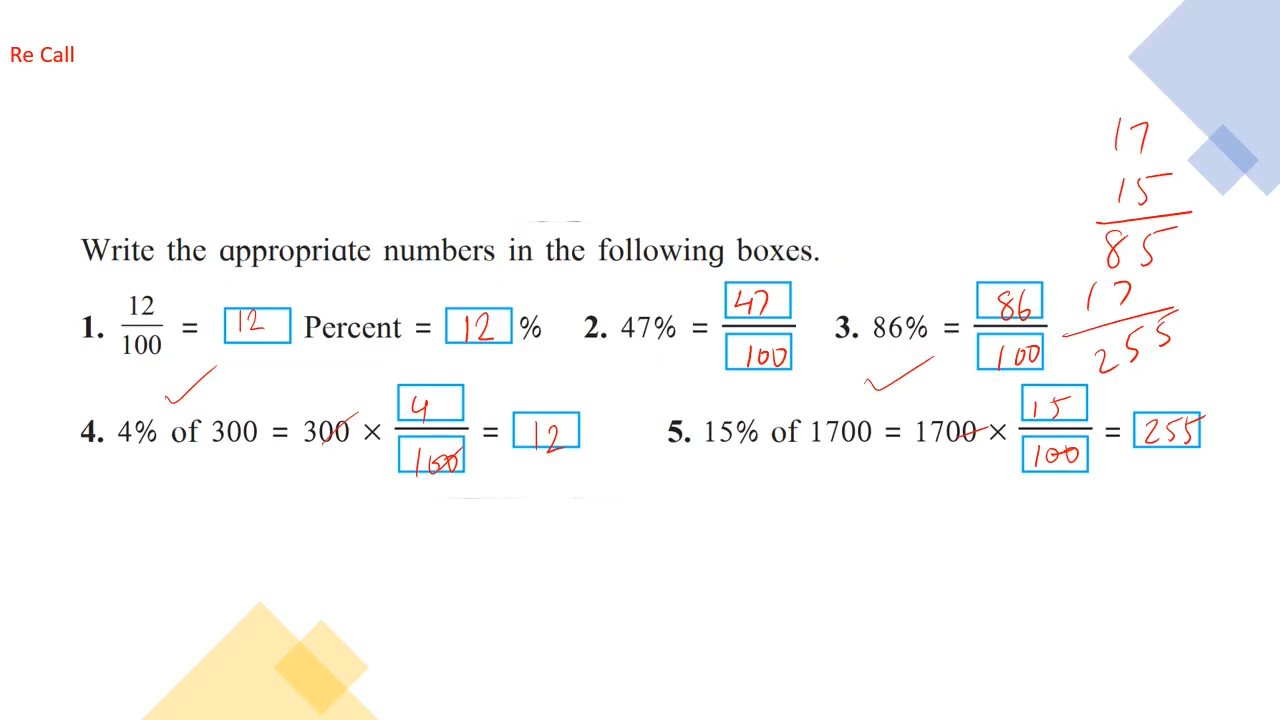 Re Call
17
15
85
17
255
Write the appropriate numbers in the following boxes.
1. 12/100 = 12 Percent = 12 % 2. 47% = 47/100 3. 86% = 86/100
4. 4% of 300 = 300 × 4/100 = 12 5. 15% of 1700 = 1700 × 15/100 = 255